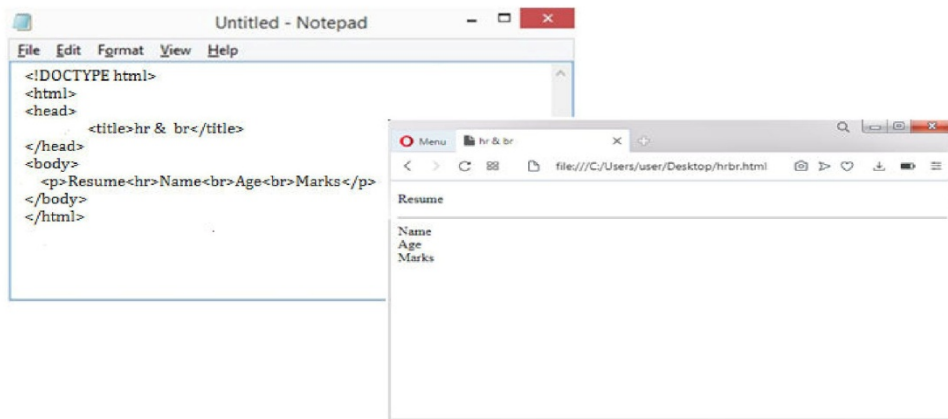 Untitled - Notepad
File Edit Format View Help
<!DOCTYPE html>
<html>
<head>
<title>hr & br</title>
</head>
<body>
<p>Resume<hr>Name<br>Age<br>Marks</p>
</body>
</html>
Menu hr & br
file:///C:/Users/user/Desktop/hrbr.html
Resume
Name
Age
Marks